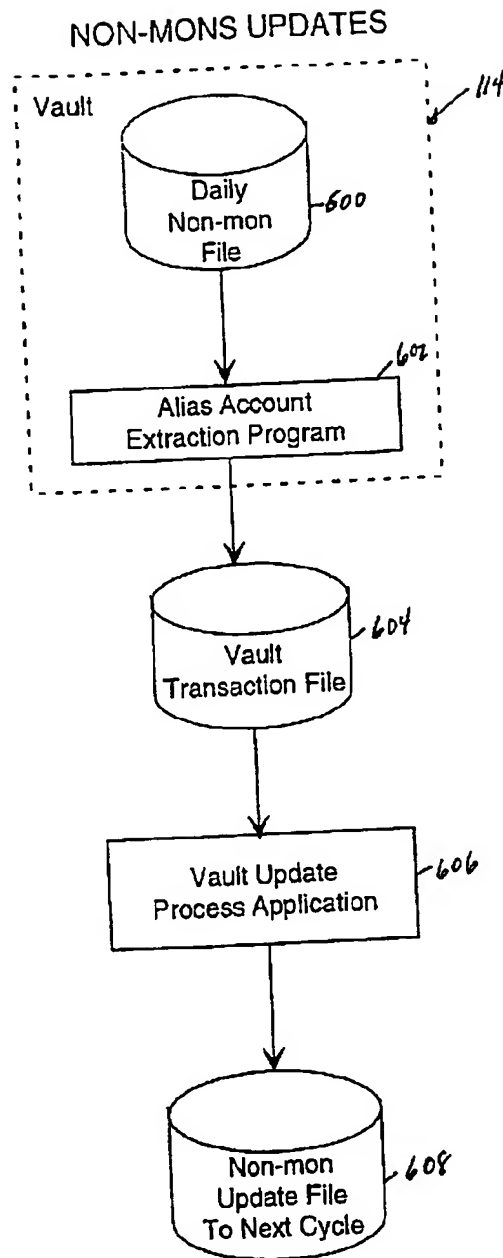 NON-MONS UPDATES
114
Vault
Daily
Non-mon
File
600
602
Alias Account
Extraction Program
604
Vault
Transaction File
606
Vault Update
Process Application
Non-mon
Update File
To Next Cycle
608